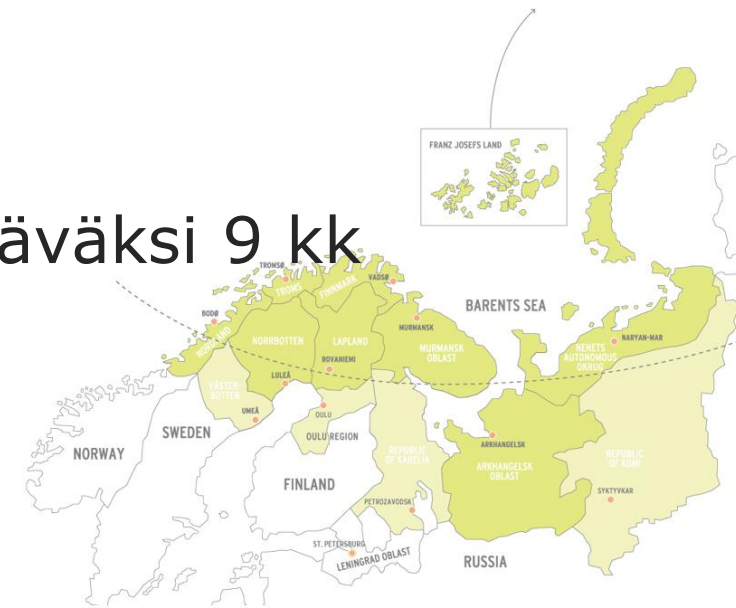 FRANZ JOSEFS LAND
äväksi 9 kk
TROMSØ
VADSØ
TROMS
FINNMARK
BARENTS SEA
BODØ
MURMANSK
NORDLAND
NORRBOTTEN
LAPLAND
MURMANSK
OBLAST
NARYAN-MAR
NENETS
AUTONOMOUS
OKRUG
ROVANIEMI
LULEÅ
VÄSTER-
BOTTEN
UMEÅ
OULU
SWEDEN
OULU REGION
NORWAY
ARKHANGELSK
REPUBLIC
OF KARELIA
ARKHANGELSK
OBLAST
REPUBLIC
OF KOMI
FINLAND
SYKTYVKAR
PETROZAVODSK
ST. PETERSBURG
LENINGRAD OBLAST
RUSSIA